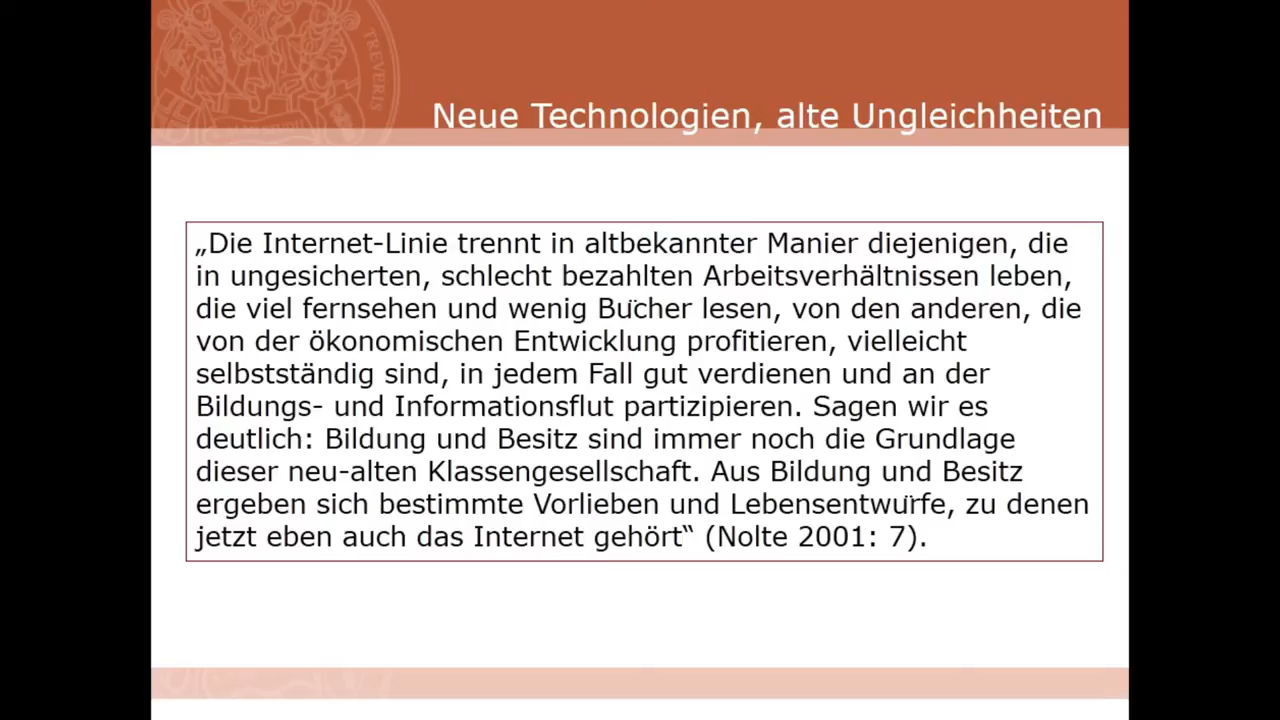 TREVERIS
Neue Technologien, alte Ungleichheiten
„Die Internet-Linie trennt in altbekannter Manier diejenigen, die
in ungesicherten, schlecht bezahlten Arbeitsverhältnissen leben,
die viel fernsehen und wenig Bücher lesen, von den anderen, die
von der ökonomischen Entwicklung profitieren, vielleicht
selbstständig sind, in jedem Fall gut verdienen und an der
Bildungs- und Informationsflut partizipieren. Sagen wir es
deutlich: Bildung und Besitz sind immer noch die Grundlage
dieser neu-alten Klassengesellschaft. Aus Bildung und Besitz
ergeben sich bestimmte Vorlieben und Lebensentwürfe, zu denen
jetzt eben auch das Internet gehört“ (Nolte 2001: 7).